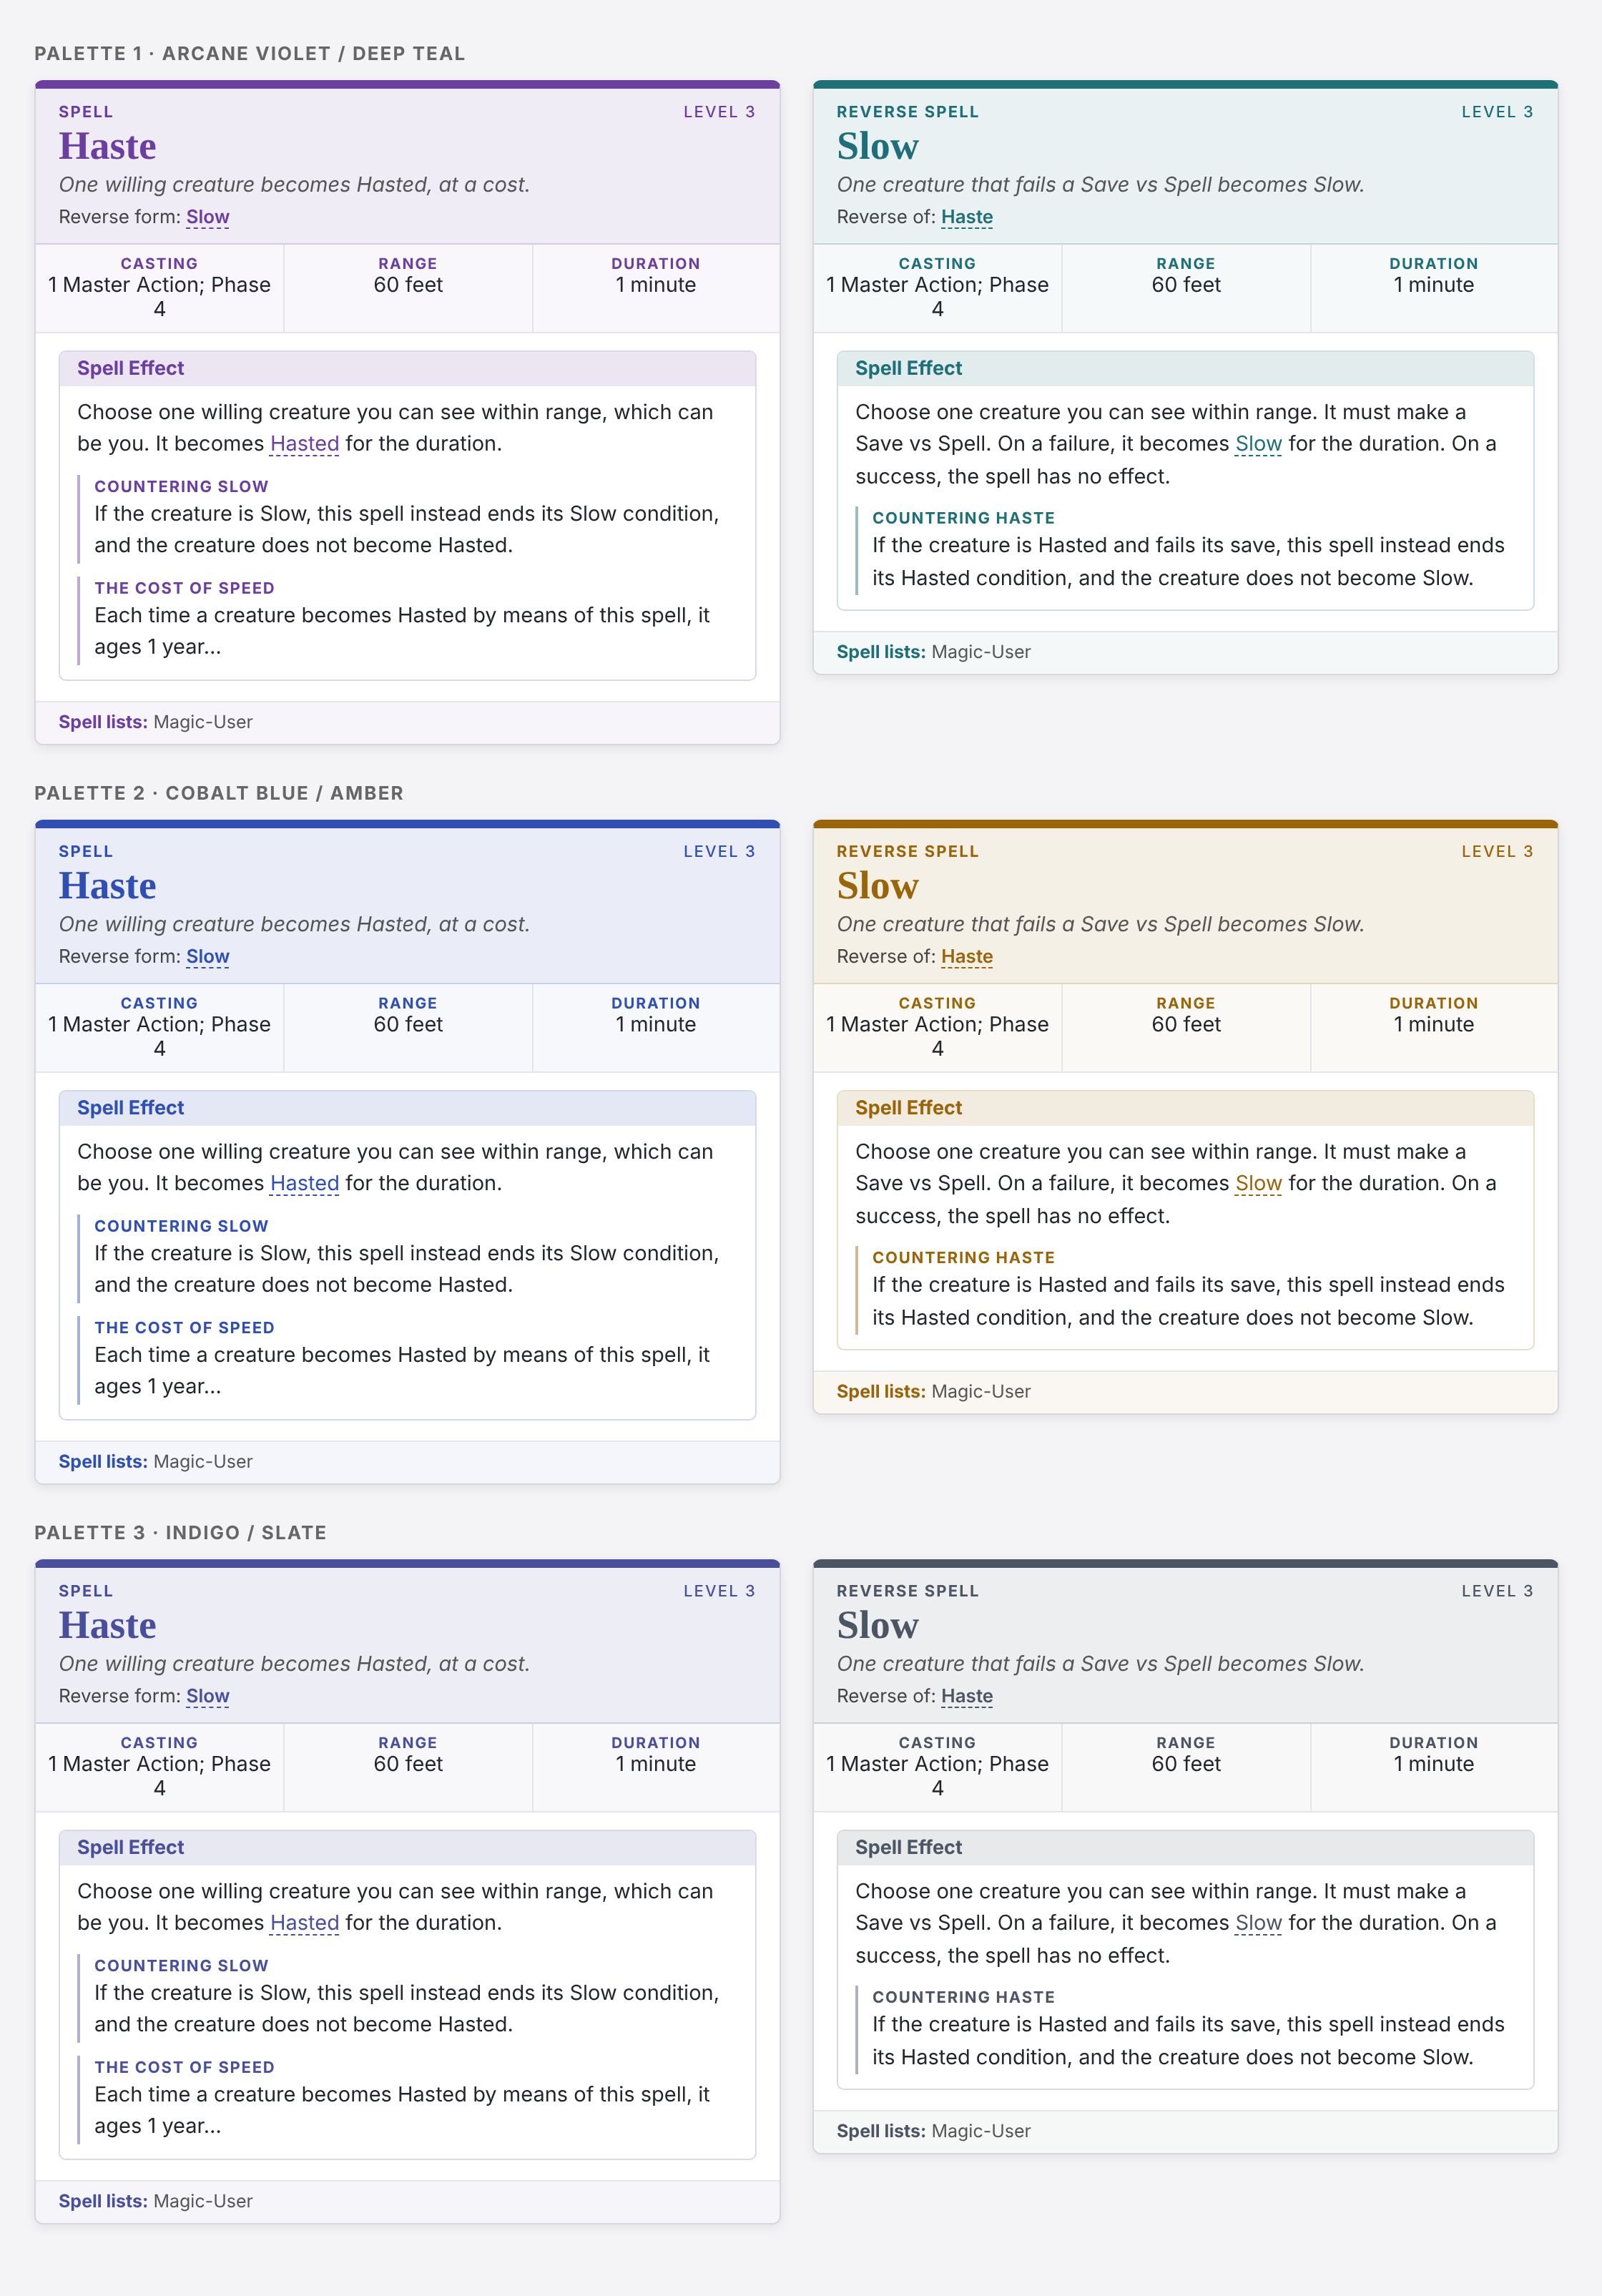 PALETTE 1 · ARCANE VIOLET / DEEP TEAL
SPELL
LEVEL 3
Haste
One willing creature becomes Hasted, at a cost.
Reverse form: Slow
CASTING
1 Master Action; Phase
4
RANGE
60 feet
DURATION
1 minute
Spell Effect
Choose one willing creature you can see within range, which can
be you. It becomes Hasted for the duration.
COUNTERING SLOW
If the creature is Slow, this spell instead ends its Slow condition,
and the creature does not become Hasted.
THE COST OF SPEED
Each time a creature becomes Hasted by means of this spell, it
ages 1 year...
Spell lists: Magic-User
REVERSE SPELL
LEVEL 3
Slow
One creature that fails a Save vs Spell becomes Slow.
Reverse of: Haste
CASTING
1 Master Action; Phase
4
RANGE
60 feet
DURATION
1 minute
Spell Effect
Choose one creature you can see within range. It must make a
Save vs Spell. On a failure, it becomes Slow for the duration. On a
success, the spell has no effect.
COUNTERING HASTE
If the creature is Hasted and fails its save, this spell instead ends
its Hasted condition, and the creature does not become Slow.
Spell lists: Magic-User
PALETTE 2 · COBALT BLUE / AMBER
SPELL
LEVEL 3
Haste
One willing creature becomes Hasted, at a cost.
Reverse form: Slow
CASTING
1 Master Action; Phase
4
RANGE
60 feet
DURATION
1 minute
Spell Effect
Choose one willing creature you can see within range, which can
be you. It becomes Hasted for the duration.
COUNTERING SLOW
If the creature is Slow, this spell instead ends its Slow condition,
and the creature does not become Hasted.
THE COST OF SPEED
Each time a creature becomes Hasted by means of this spell, it
ages 1 year...
Spell lists: Magic-User
REVERSE SPELL
LEVEL 3
Slow
One creature that fails a Save vs Spell becomes Slow.
Reverse of: Haste
CASTING
1 Master Action; Phase
4
RANGE
60 feet
DURATION
1 minute
Spell Effect
Choose one creature you can see within range. It must make a
Save vs Spell. On a failure, it becomes Slow for the duration. On a
success, the spell has no effect.
COUNTERING HASTE
If the creature is Hasted and fails its save, this spell instead ends
its Hasted condition, and the creature does not become Slow.
Spell lists: Magic-User
PALETTE 3 · INDIGO / SLATE
SPELL
LEVEL 3
Haste
One willing creature becomes Hasted, at a cost.
Reverse form: Slow
CASTING
1 Master Action; Phase
4
RANGE
60 feet
DURATION
1 minute
Spell Effect
Choose one willing creature you can see within range, which can
be you. It becomes Hasted for the duration.
COUNTERING SLOW
If the creature is Slow, this spell instead ends its Slow condition,
and the creature does not become Hasted.
THE COST OF SPEED
Each time a creature becomes Hasted by means of this spell, it
ages 1 year...
Spell lists: Magic-User
REVERSE SPELL
LEVEL 3
Slow
One creature that fails a Save vs Spell becomes Slow.
Reverse of: Haste
CASTING
1 Master Action; Phase
4
RANGE
60 feet
DURATION
1 minute
Spell Effect
Choose one creature you can see within range. It must make a
Save vs Spell. On a failure, it becomes Slow for the duration. On a
success, the spell has no effect.
COUNTERING HASTE
If the creature is Hasted and fails its save, this spell instead ends
its Hasted condition, and the creature does not become Slow.
Spell lists: Magic-User